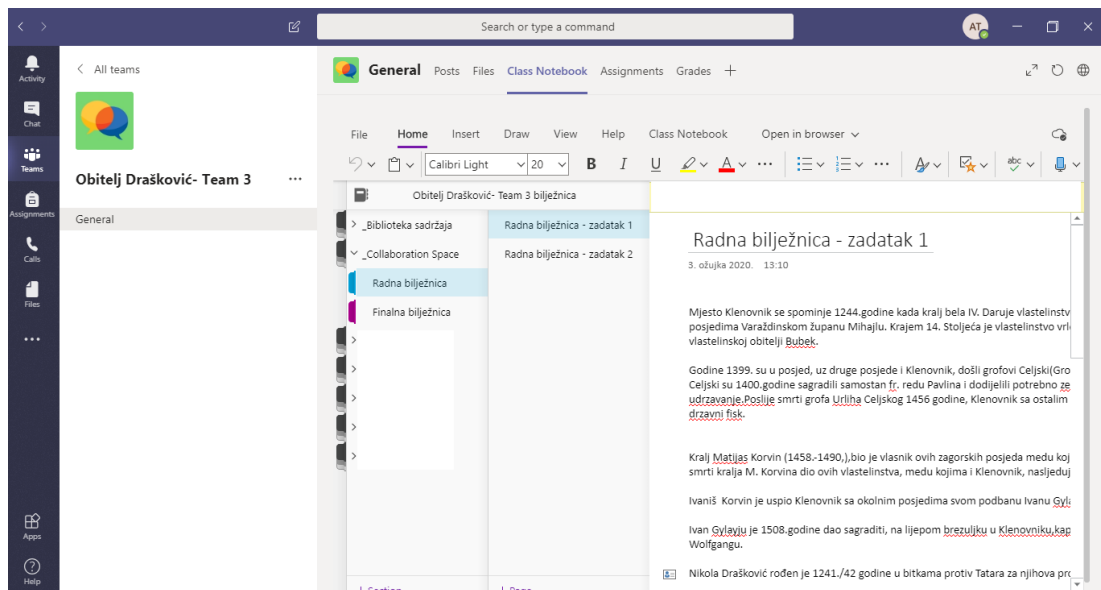 Search or type a command
AT
Activity
Chat
Teams
Assignments
Calls
Files
Apps
Help
All teams
Obitelj Drašković- Team 3
General
General Posts Files Class Notebook Assignments Grades
File Home Insert Draw View Help Class Notebook Open in browser
Calibri Light 20 B I U A abc
Obitelj Drašković- Team 3 bilježnica
_Biblioteka sadržaja
_Collaboration Space
Radna bilježnica
Finalna bilježnica
Radna bilježnica - zadatak 1
Radna bilježnica - zadatak 2
Radna bilježnica - zadatak 1
3. ožujka 2020. 13:10
Mjesto Klenovnik se spominje 1244.godine kada kralj bela IV. Daruje vlastelinstv
posjedima Varaždinskom županu Mihajlu. Krajem 14. Stoljeća je vlastelinstvo vrl
vlastelinskoj obitelji Bubek.
Godine 1399. su u posjed, uz druge posjede i Klenovnik, došli grofovi Celjski(Gro
Celjski su 1400.godine sagradili samostan fr. redu Pavlina i dodijelili potrebno ze
udrzavanje.Poslije smrti grofa Urliha Celjskog 1456 godine, Klenovnik sa ostalim
drzavni fisk.
Kralj Matijas Korvin (1458.-1490,),bio je vlasnik ovih zagorskih posjeda medu koj
smrti kralja M. Korvina dio ovih vlastelinstva, medu kojima i Klenovnik, nasljeduj
Ivaniš Korvin je uspio Klenovnik sa okolnim posjedima svom podbanu Ivanu Gyla
Ivan Gylayju je 1508.godine dao sagraditi, na lijepom brezuljku u Klenovniku,kap
Wolfgangu.
Nikola Drašković rođen je 1241./42 godine u bitkama protiv Tatara za njihova pro